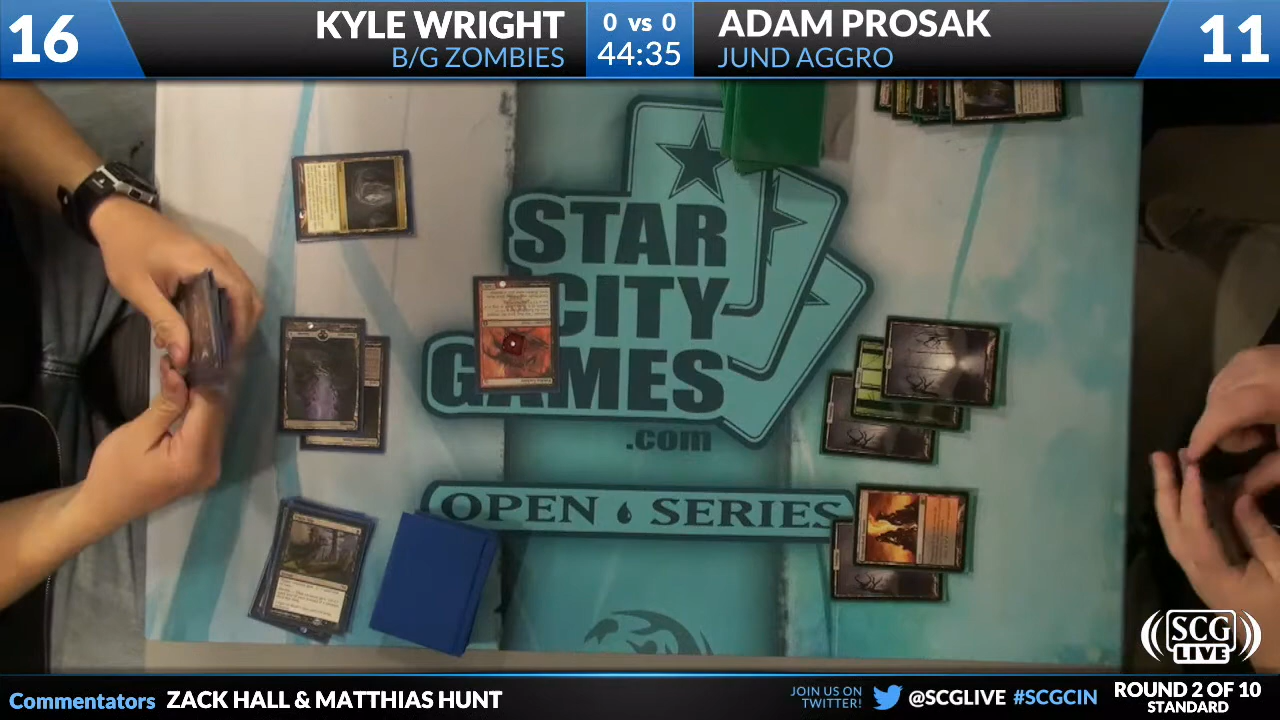 16
KYLE WRIGHT
B/G ZOMBIES
0 vs 0
44:35
ADAM PROSAK
JUND AGGRO
11
STAR
CITY
GAMES
.com
OPEN SERIES
SCG
LIVE
Commentators ZACK HALL & MATTHIAS HUNT
JOIN US ON
TWITTER!
@SCGLIVE #SCGCIN
ROUND 2 OF 10
STANDARD